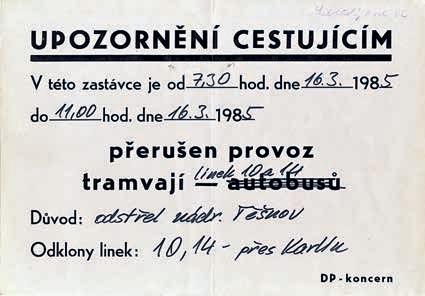 UPOZORNĚNÍ CESTUJÍCÍM
V této zastávce je od 7,30 hod. dne 16.3. 1985
do 11,00 hod. dne 16.3. 1985
přerušen provoz
linek 10 a 14
tramvají — autobusů
Důvod: odstřel nádr. Těšnov
Odklony linek: 10, 14 - přes Karlín
DP - koncern